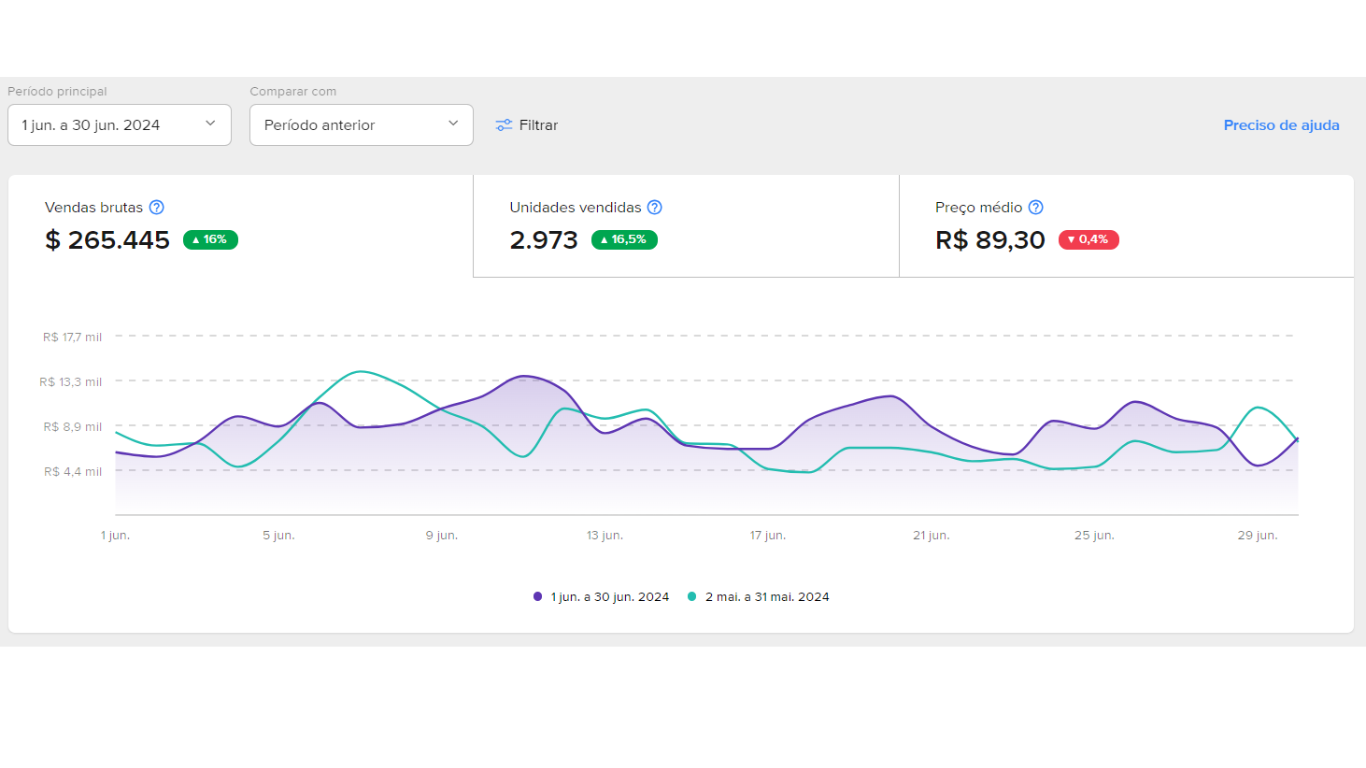 Período principal
Comparar com
1 jun. a 30 jun. 2024
Período anterior
Filtrar
Preciso de ajuda
Vendas brutas ?
$ 265.445 ▲ 16%
Unidades vendidas ?
2.973 ▲ 16,5%
Preço médio ?
R$ 89,30 ▼ 0,4%
R$ 17,7 mil
R$ 13,3 mil
R$ 8,9 mil
R$ 4,4 mil
1 jun. 5 jun. 9 jun. 13 jun. 17 jun. 21 jun. 25 jun. 29 jun.
1 jun. a 30 jun. 2024 2 mai. a 31 mai. 2024